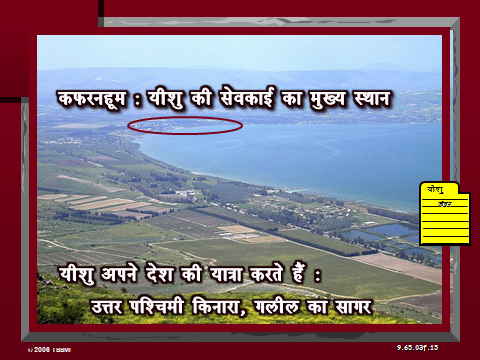 कफरनहूम : यीशु की सेवकाई का मुख्य स्थान
यीशु
यीशु अपने देश की यात्रा करते हैं :
उत्तर पश्चिमी किनारा, गलील का सागर
9.65.03f.15